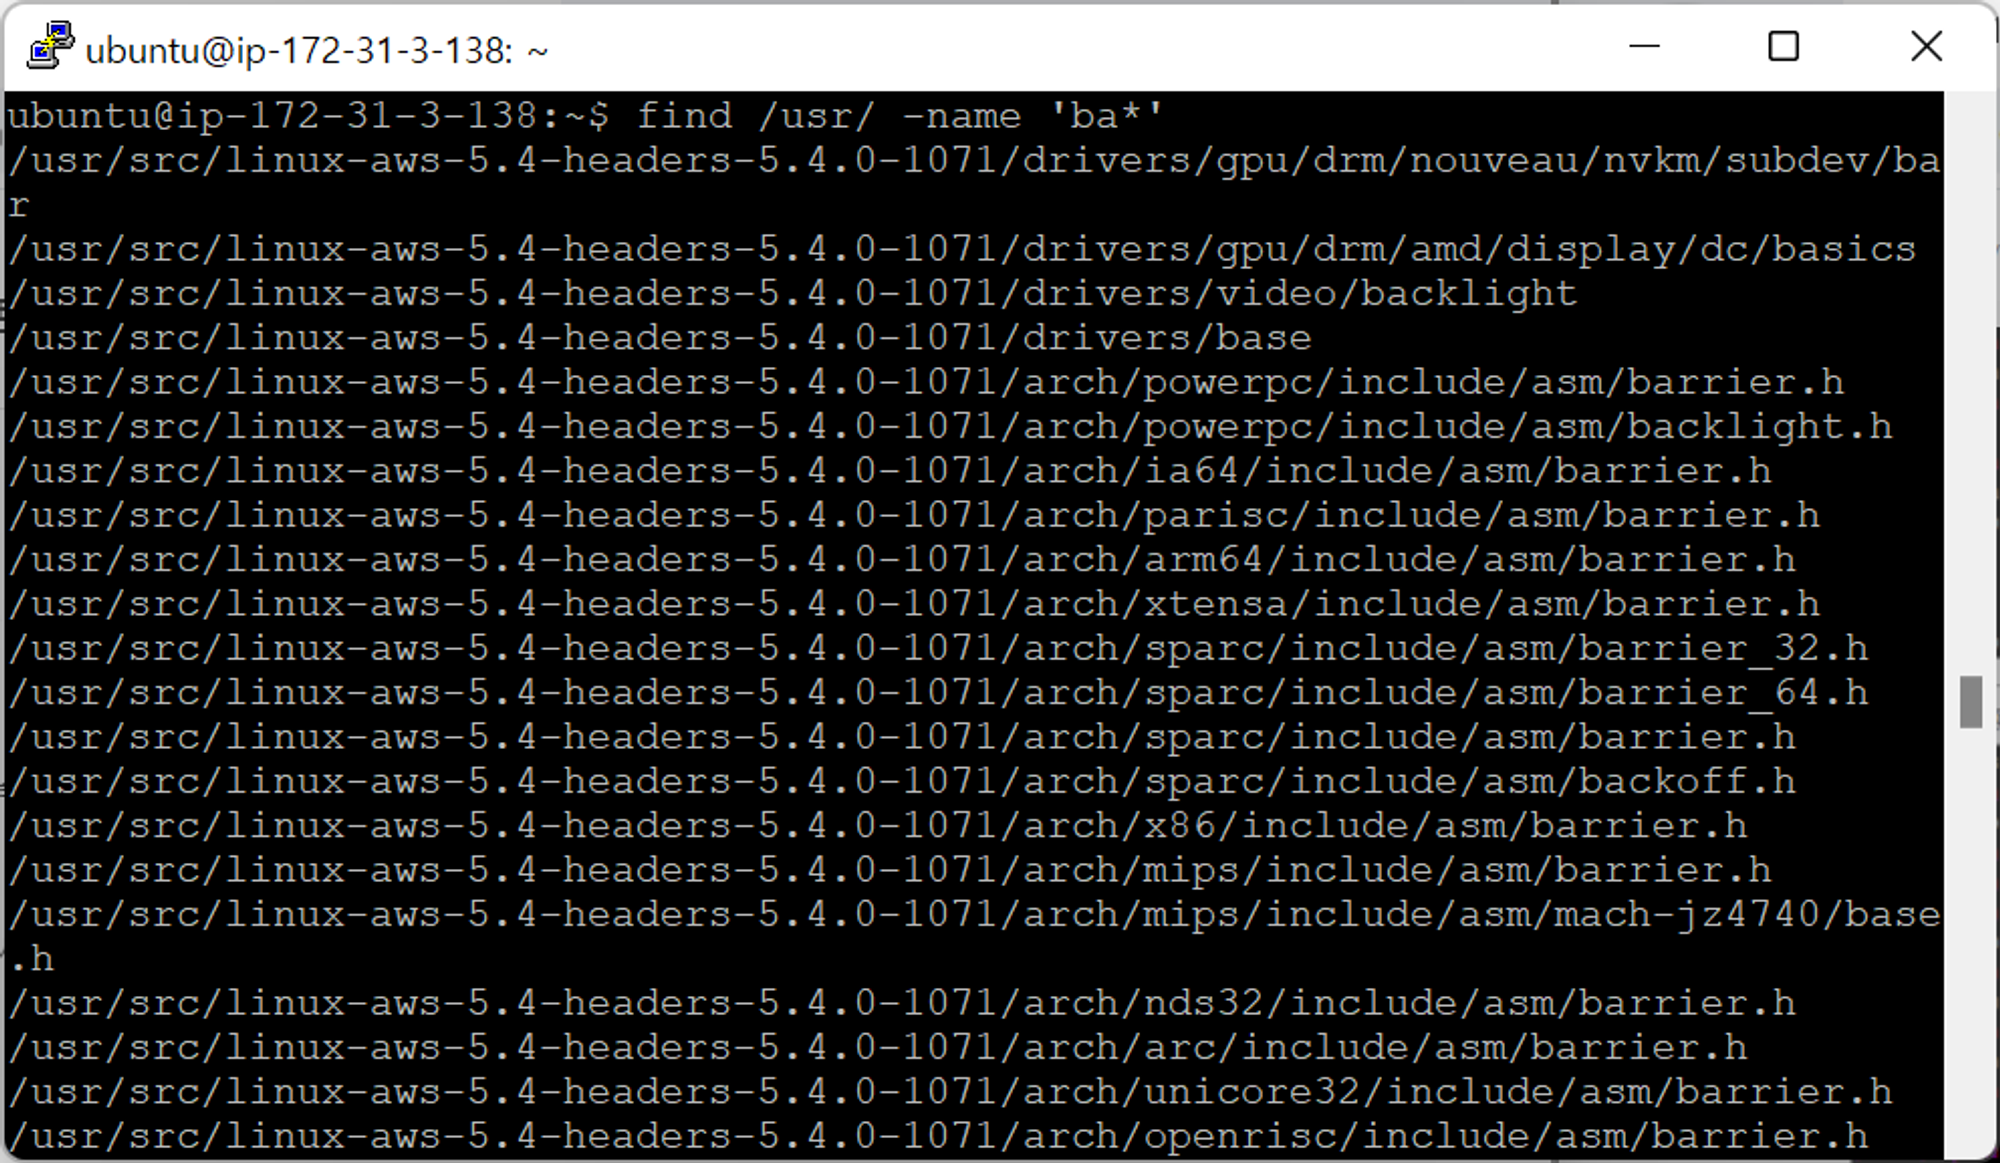 ubuntu@ip-172-31-3-138: ~
ubuntu@ip-172-31-3-138:~$ find /usr/ -name 'ba*'
/usr/src/linux-aws-5.4-headers-5.4.0-1071/drivers/gpu/drm/nouveau/nvkm/subdev/ba
r
/usr/src/linux-aws-5.4-headers-5.4.0-1071/drivers/gpu/drm/amd/display/dc/basics
/usr/src/linux-aws-5.4-headers-5.4.0-1071/drivers/video/backlight
/usr/src/linux-aws-5.4-headers-5.4.0-1071/drivers/base
/usr/src/linux-aws-5.4-headers-5.4.0-1071/arch/powerpc/include/asm/barrier.h
/usr/src/linux-aws-5.4-headers-5.4.0-1071/arch/powerpc/include/asm/backlight.h
/usr/src/linux-aws-5.4-headers-5.4.0-1071/arch/ia64/include/asm/barrier.h
/usr/src/linux-aws-5.4-headers-5.4.0-1071/arch/parisc/include/asm/barrier.h
/usr/src/linux-aws-5.4-headers-5.4.0-1071/arch/arm64/include/asm/barrier.h
/usr/src/linux-aws-5.4-headers-5.4.0-1071/arch/xtensa/include/asm/barrier.h
/usr/src/linux-aws-5.4-headers-5.4.0-1071/arch/sparc/include/asm/barrier_32.h
/usr/src/linux-aws-5.4-headers-5.4.0-1071/arch/sparc/include/asm/barrier_64.h
/usr/src/linux-aws-5.4-headers-5.4.0-1071/arch/sparc/include/asm/barrier.h
/usr/src/linux-aws-5.4-headers-5.4.0-1071/arch/sparc/include/asm/backoff.h
/usr/src/linux-aws-5.4-headers-5.4.0-1071/arch/x86/include/asm/barrier.h
/usr/src/linux-aws-5.4-headers-5.4.0-1071/arch/mips/include/asm/barrier.h
/usr/src/linux-aws-5.4-headers-5.4.0-1071/arch/mips/include/asm/mach-jz4740/base
.h
/usr/src/linux-aws-5.4-headers-5.4.0-1071/arch/nds32/include/asm/barrier.h
/usr/src/linux-aws-5.4-headers-5.4.0-1071/arch/arc/include/asm/barrier.h
/usr/src/linux-aws-5.4-headers-5.4.0-1071/arch/unicore32/include/asm/barrier.h
/usr/src/linux-aws-5.4-headers-5.4.0-1071/arch/openrisc/include/asm/barrier.h